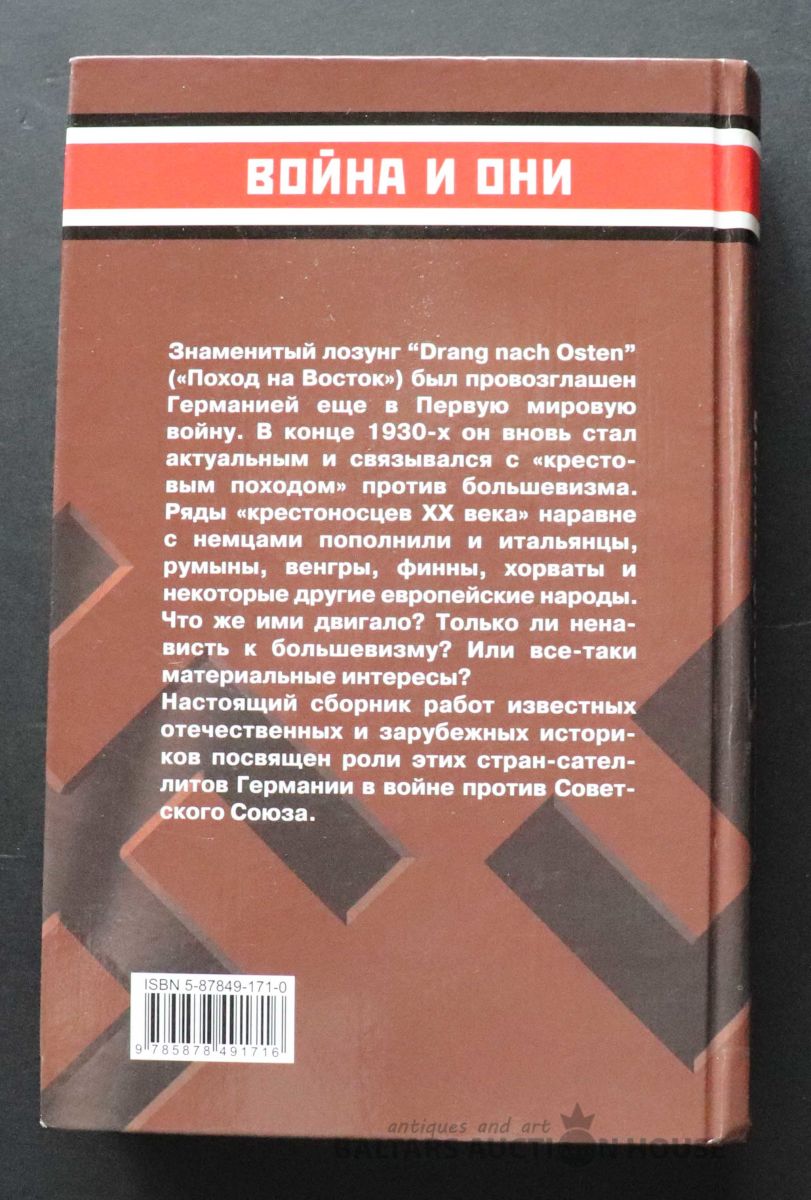 ВОЙНА И ОНИ
Знаменитый лозунг “Drang nach Osten”
(«Поход на Восток») был провозглашен
Германией еще в Первую мировую
войну. В конце 1930-х он вновь стал
актуальным и связывался с «кресто-
вым походом» против большевизма.
Ряды «крестоносцев XX века» наравне
с немцами пополнили и итальянцы,
румыны, венгры, финны, хорваты и
некоторые другие европейские народы.
Что же ими двигало? Только ли нена-
висть к большевизму? Или все-таки
материальные интересы?
Настоящий сборник работ известных
отечественных и зарубежных истори-
ков посвящен роли этих стран-сател-
литов Германии в войне против Совет-
ского Союза.
ISBN 5-87849-171-0
9 785878 491716
antiques and art
BALTARS AUCTION HOUSE